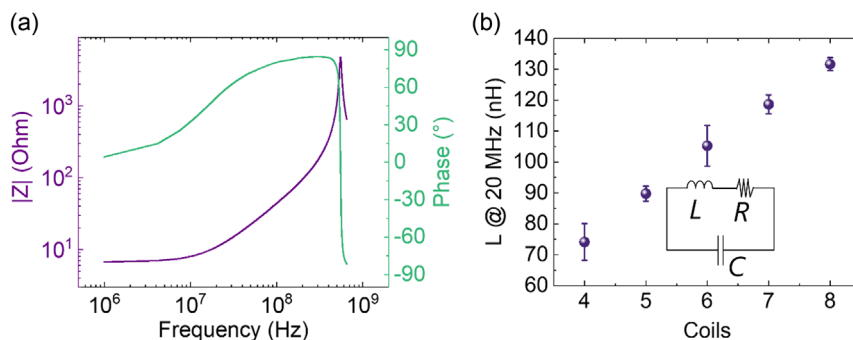 (a)
|Z| (Ohm)
10³
10²
10¹
10⁶ 10⁷ 10⁸ 10⁹
Frequency (Hz)
90
60
30
0
-30
-60
-90
Phase (°)
(b)
L @ 20 MHz (nH)
140
130
120
110
100
90
80
70
60
4 5 6 7 8
Coils
L R
C